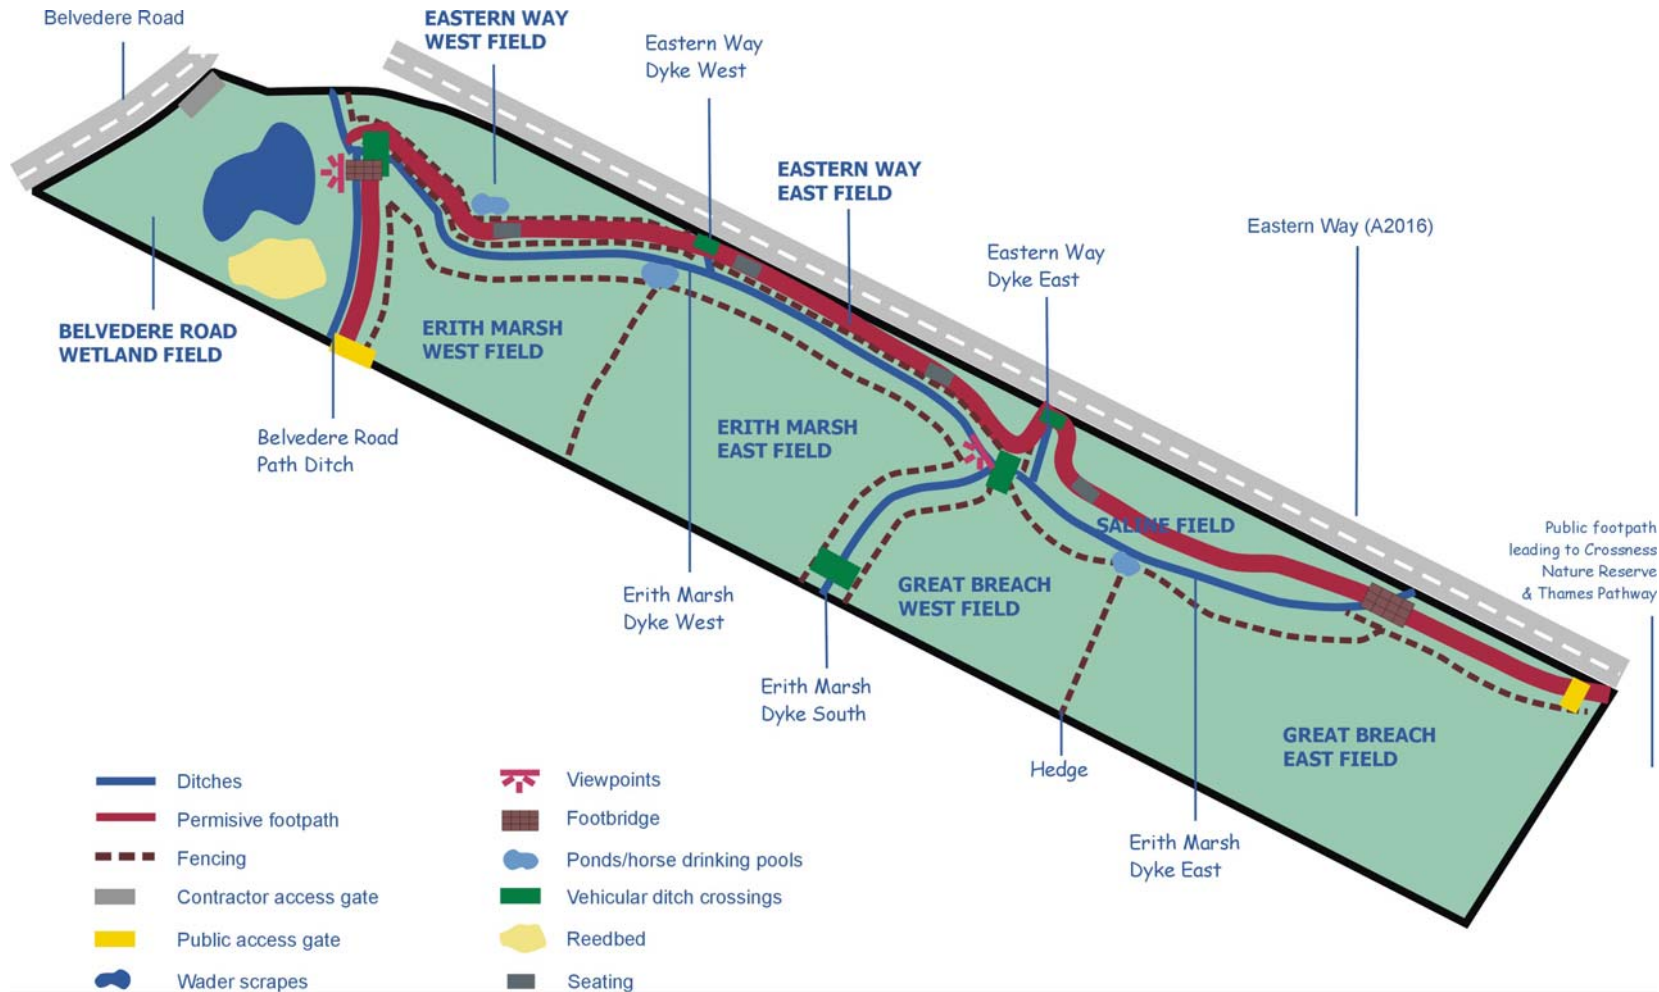 Belvedere Road
EASTERN WAY
WEST FIELD
Eastern Way
Dyke West
EASTERN WAY
EAST FIELD
Eastern Way
Dyke East
Eastern Way (A2016)
BELVEDERE ROAD
WETLAND FIELD
ERITH MARSH
WEST FIELD
Belvedere Road
Path Ditch
ERITH MARSH
EAST FIELD
SALINE FIELD
Public footpath
leading to Crossness
Nature Reserve
& Thames Pathway
GREAT BREACH
WEST FIELD
Erith Marsh
Dyke West
Erith Marsh
Dyke South
Hedge
GREAT BREACH
EAST FIELD
Erith Marsh
Dyke East
Ditches
Permisive footpath
Fencing
Contractor access gate
Public access gate
Wader scrapes
Viewpoints
Footbridge
Ponds/horse drinking pools
Vehicular ditch crossings
Reedbed
Seating